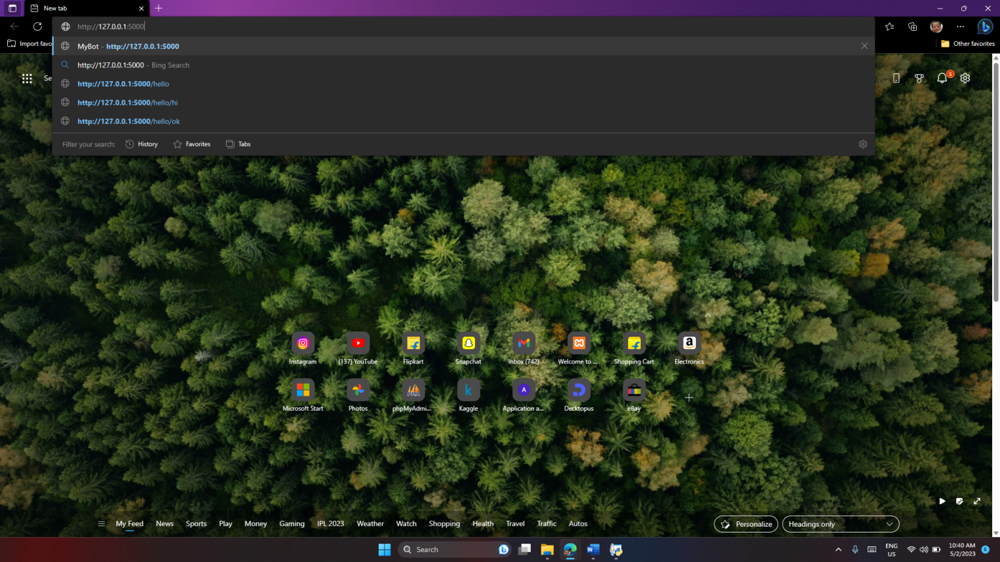 New tab
http://127.0.0.1:5000
Import favo
Other favorites
MyBot - http://127.0.0.1:5000
http://127.0.0.1:5000 - Bing Search
http://127.0.0.1:5000/hello
http://127.0.0.1:5000/hello/hi
http://127.0.0.1:5000/hello/ok
Filter your search: History Favorites Tabs
Se
5
Instagram (137) YouTube Flipkart Snapchat Inbox (742) Welcome to ... Shopping Cart Electronics
Microsoft Start Photos phpMyAdmi... Kaggle Application a... Decktopus eBay
My Feed News Sports Play Money Gaming IPL 2023 Weather Watch Shopping Health Travel Traffic Autos Personalize Headings only
Search
ENG
US
10:40 AM
5/2/2023
6